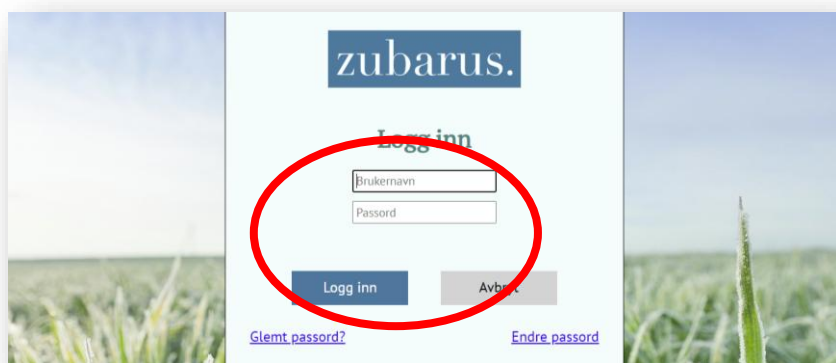 zubarus.
Logg inn
Brukernavn
Passord
Logg inn Avbryt
Glemt passord? Endre passord